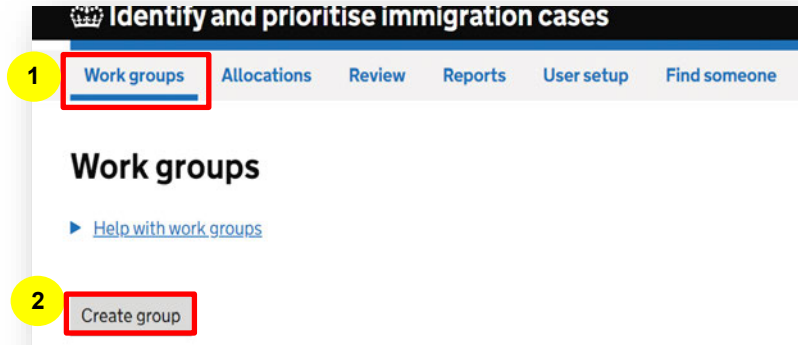 Identify and prioritise immigration cases
1 Work groups Allocations Review Reports User setup Find someone
Work groups
Help with work groups
2 Create group